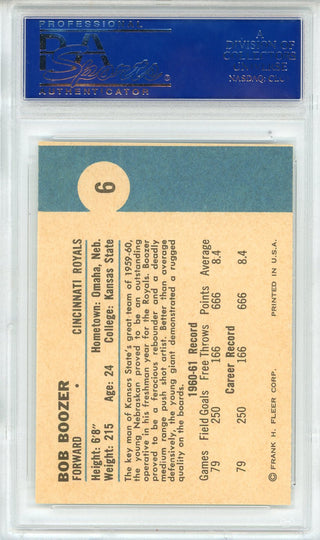 PROFESSIONAL
PSA
Sports
AUTHENTICATOR
A
DIVISION OF
NASDAQ: CLU
6
BOB BOOZER
FORWARD • CINCINNATI ROYALS
Height: 6'8" Hometown: Omaha, Neb.
Weight: 215 Age: 24 College: Kansas State
The key man of Kansas State's great team of 1959-60,
the young Nebraskan proved to be an outstanding
operative in his freshman year for the Royals. Boozer
proved to be a ferocious rebounder and a deadly
medium range push shot artist. Better than average
defensively, the young giant demonstrated a rugged
quality on the boards.
1960-61 Record
Games Field Goals Free Throws Points Average
79 250 166 666 8.4
Career Record
79 250 166 666 8.4
© FRANK H. FLEER CORP. PRINTED IN U.S.A.